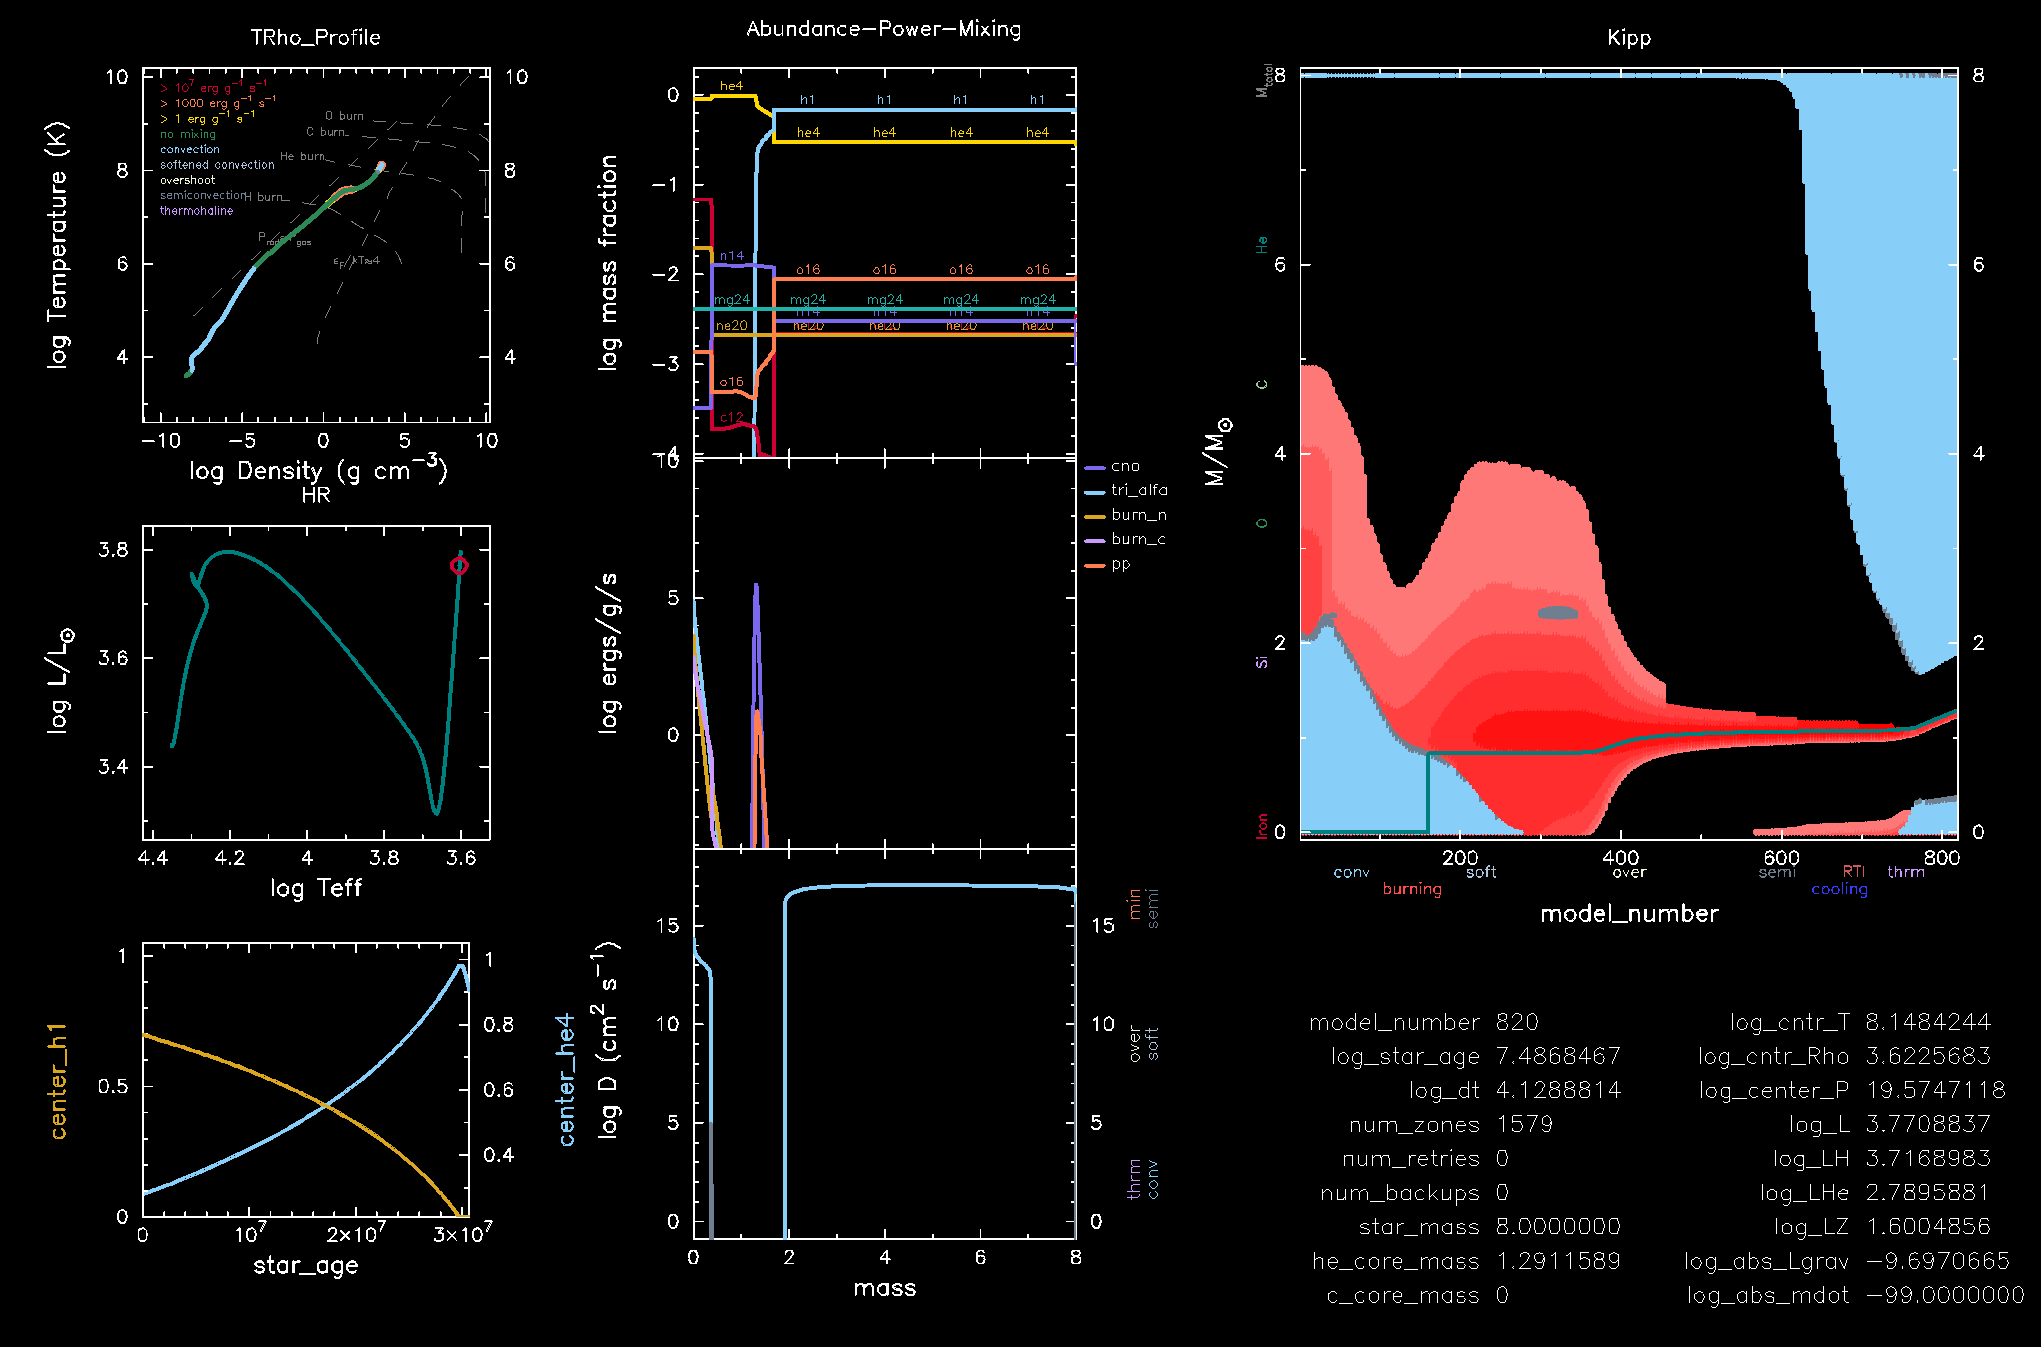 TRho_Profile
> 10⁷ erg g⁻¹ s⁻¹
> 1000 erg g⁻¹ s⁻¹
> 1 erg g⁻¹ s⁻¹
no mixing
convection
softened convection
overshoot
semiconvection
thermohaline
O burn
C burn
He burn
H burn
εF/kT≈4
10 8 6 4
10 8 6 4
log Temperature (K)
−10 −5 0 5 10
log Density (g cm⁻³)
HR
3.8 3.6 3.4
log L/L⊙
4.4 4.2 4 3.8 3.6
log Teff
1 0.5 0
center_h1
1 0.8 0.6 0.4
center_he4
0 10⁷ 2×10⁷ 3×10⁷
star_age
Abundance−Power−Mixing
he4
h1 h1 h1 h1
he4 he4 he4 he4
n14
o16 o16 o16 o16
mg24 mg24 mg24 mg24 mg24
ne20 ne20 ne20 ne20 ne20
o16
c12
0 −1 −2 −3 −4
log mass fraction
10 5 0
log ergs/g/s
cno
tri_alfa
burn_n
burn_c
pp
15 10 5 0
log D (cm² s⁻¹)
15 10 5 0
min
semi
over
soft
thrm
conv
0 2 4 6 8
mass
Kipp
Mtotal
He
C
O
Si
Iron
8 6 4 2 0
M/M⊙
8 6 4 2 0
200 400 600 800
conv soft over semi RTI thrm
burning cooling
model_number
model_number 820 log_cntr_T 8.1484244
log_star_age 7.4868467 log_cntr_Rho 3.6225683
log_dt 4.1288814 log_center_P 19.5747118
num_zones 1579 log_L 3.7708837
num_retries 0 log_LH 3.7168983
num_backups 0 log_LHe 2.7895881
star_mass 8.0000000 log_LZ 1.6004856
he_core_mass 1.2911589 log_abs_Lgrav −9.6970665
c_core_mass 0 log_abs_mdot −99.0000000